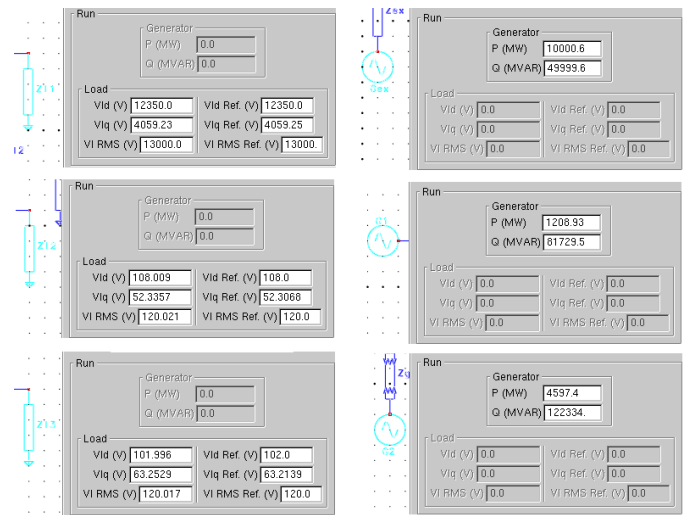 Run
Generator
P (MW) 0.0
Q (MVAR) 0.0
Zl1
Load
Vld (V) 12350.0 Vld Ref. (V) 12350.0
Vlq (V) 4059.23 Vlq Ref. (V) 4059.25
Vl RMS (V) 13000.0 Vl RMS Ref. (V) 13000.
l2
Zex
Run
Generator
P (MW) 10000.6
Q (MVAR) 49999.6
Gex
Load
Vld (V) 0.0 Vld Ref. (V) 0.0
Vlq (V) 0.0 Vlq Ref. (V) 0.0
Vl RMS (V) 0.0 Vl RMS Ref. (V) 0.0
Run
Generator
P (MW) 0.0
Q (MVAR) 0.0
Zl2
Load
Vld (V) 108.009 Vld Ref. (V) 108.0
Vlq (V) 52.3357 Vlq Ref. (V) 52.3068
Vl RMS (V) 120.021 Vl RMS Ref. (V) 120.0
Run
Generator
G1
P (MW) 1208.93
Q (MVAR) 81729.5
Load
Vld (V) 0.0 Vld Ref. (V) 0.0
Vlq (V) 0.0 Vlq Ref. (V) 0.0
Vl RMS (V) 0.0 Vl RMS Ref. (V) 0.0
Run
Generator
P (MW) 0.0
Q (MVAR) 0.0
Zl3
Load
Vld (V) 101.996 Vld Ref. (V) 102.0
Vlq (V) 63.2529 Vlq Ref. (V) 63.2139
Vl RMS (V) 120.017 Vl RMS Ref. (V) 120.0
Run
Generator
P (MW) 4597.4
Q (MVAR) 122334.
G2
Load
Vld (V) 0.0 Vld Ref. (V) 0.0
Vlq (V) 0.0 Vlq Ref. (V) 0.0
Vl RMS (V) 0.0 Vl RMS Ref. (V) 0.0